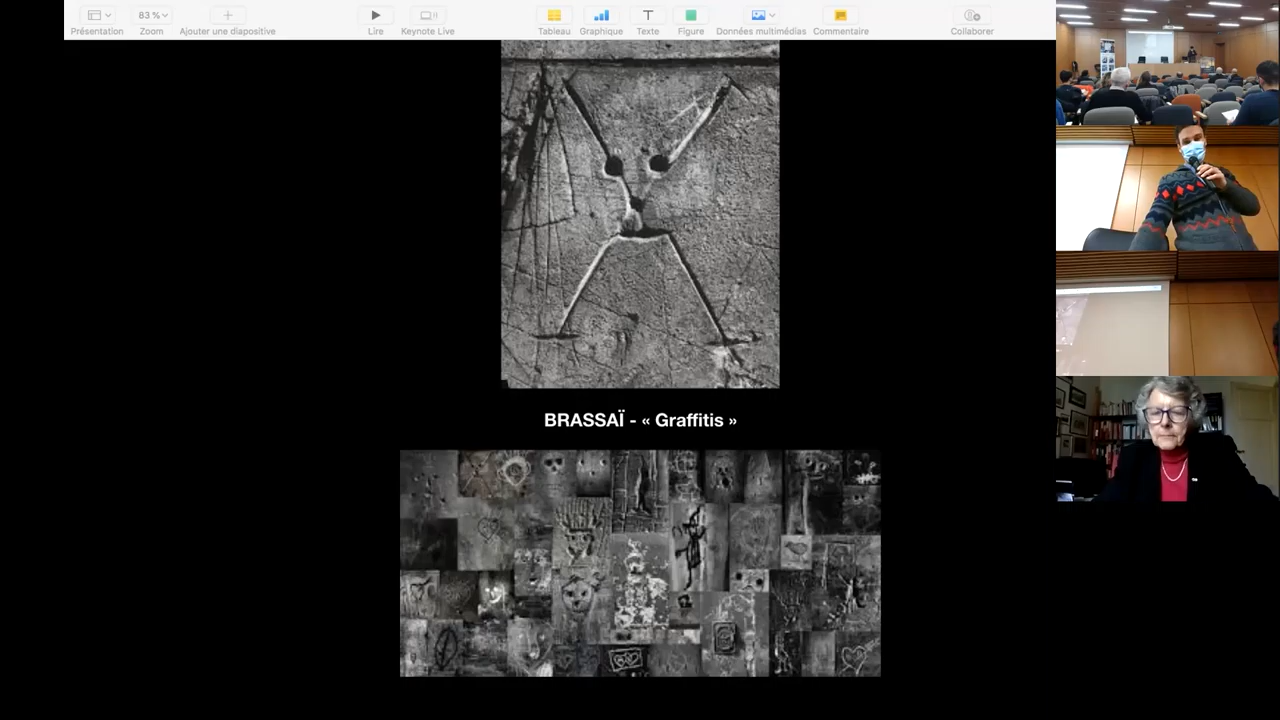 83 %
Présentation
Zoom
Ajouter une diapositive
Lire
Keynote Live
Tableau
Graphique
Texte
Figure
Données multimédias
Commentaire
Collaborer
BRASSAÏ - « Graffitis »